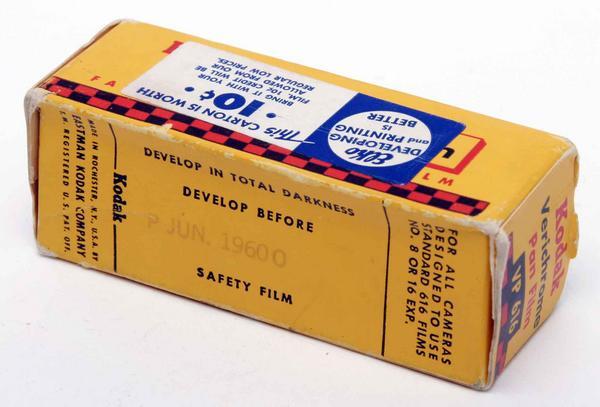 This CARTON IS WORTH
• 10¢ •
BRING IT WITH YOUR
FILM. 10¢ CREDIT WILL BE
ALLOWED FROM OUR
REGULAR LOW PRICES.
Elko
DEVELOPING
and PRINTING
IS
BETTER
F A
L M
MADE IN ROCHESTER, N.Y., U.S.A. BY
EASTMAN KODAK COMPANY
T.M. REGISTERED U.S. PAT. OFF.
Kodak
DEVELOP IN TOTAL DARKNESS
DEVELOP BEFORE
P JUN. 1960 O
SAFETY FILM
FOR ALL CAMERAS
DESIGNED TO USE
STANDARD 616 FILMS
NO. 8 OR 16 EXP.
Kodak
Verichrome
Pan Film
VP 616